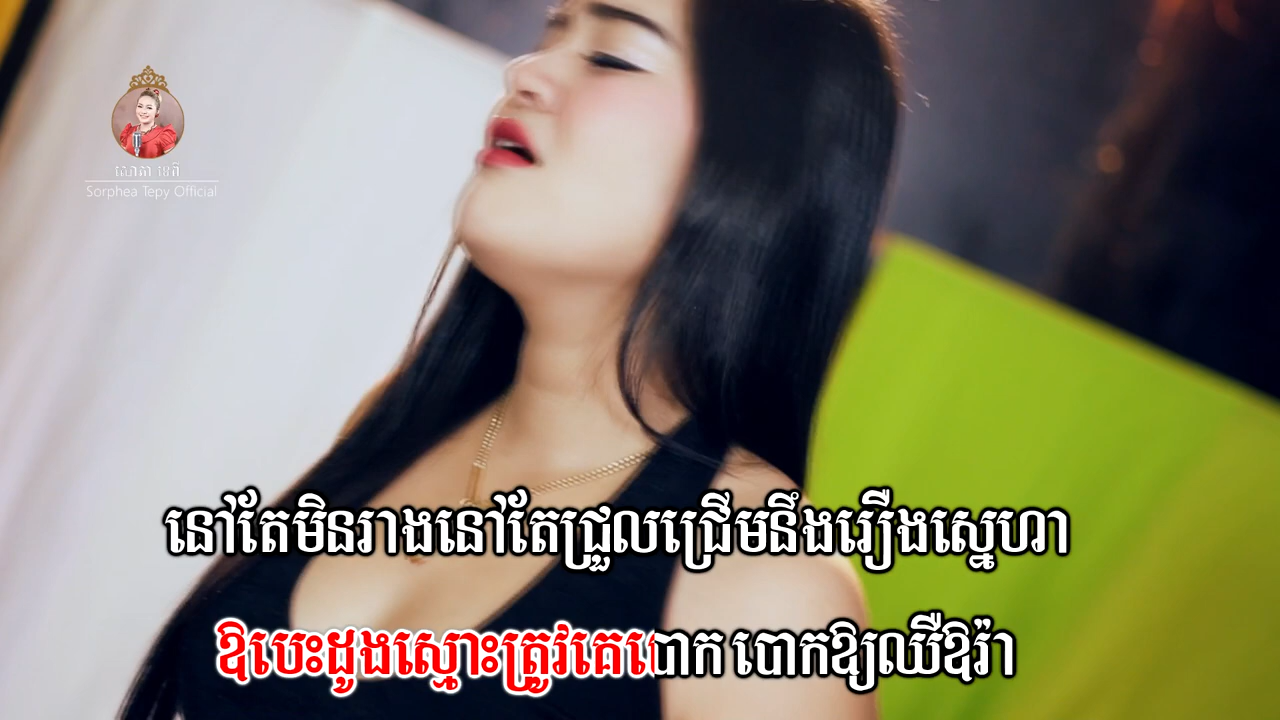 សោភា ទេពី
Sorphea Tepy Official
នៅតែមិនរាងនៅតែជ្រួលជ្រើមនឹងរឿងស្នេហា
ឱបេះដូងស្មោះត្រូវគេបោក បោកឱ្យឈឺឱរ៉ា